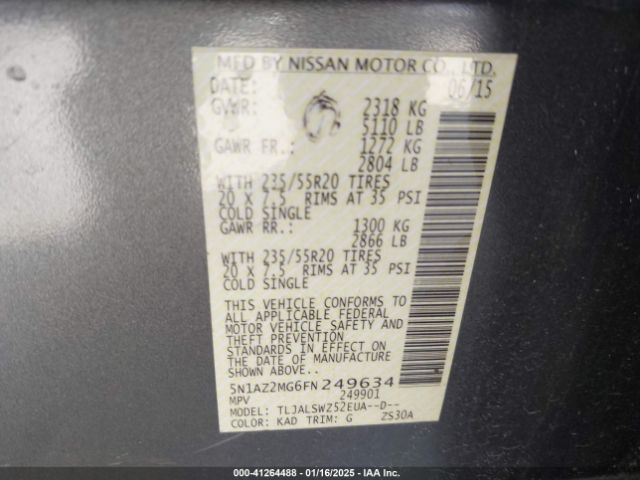 MFD BY NISSAN MOTOR CO., LTD.
DATE: 06/15
GVWR: 2318 KG
5110 LB
GAWR FR.: 1272 KG
2804 LB
WITH 235/55R20 TIRES
20 X 7.5 RIMS AT 35 PSI
COLD SINGLE
GAWR RR.: 1300 KG
2866 LB
WITH 235/55R20 TIRES
20 X 7.5 RIMS AT 35 PSI
COLD SINGLE
THIS VEHICLE CONFORMS TO
ALL APPLICABLE FEDERAL
MOTOR VEHICLE SAFETY AND
THEFT PREVENTION
STANDARDS IN EFFECT ON
THE DATE OF MANUFACTURE
SHOWN ABOVE.
5N1AZ2MG6FN249634
MPV 249901
MODEL: TLJALSWZ52EUA--D--
COLOR: KAD TRIM: G ZS30A
000-41264488 - 01/16/2025 - IAA Inc.